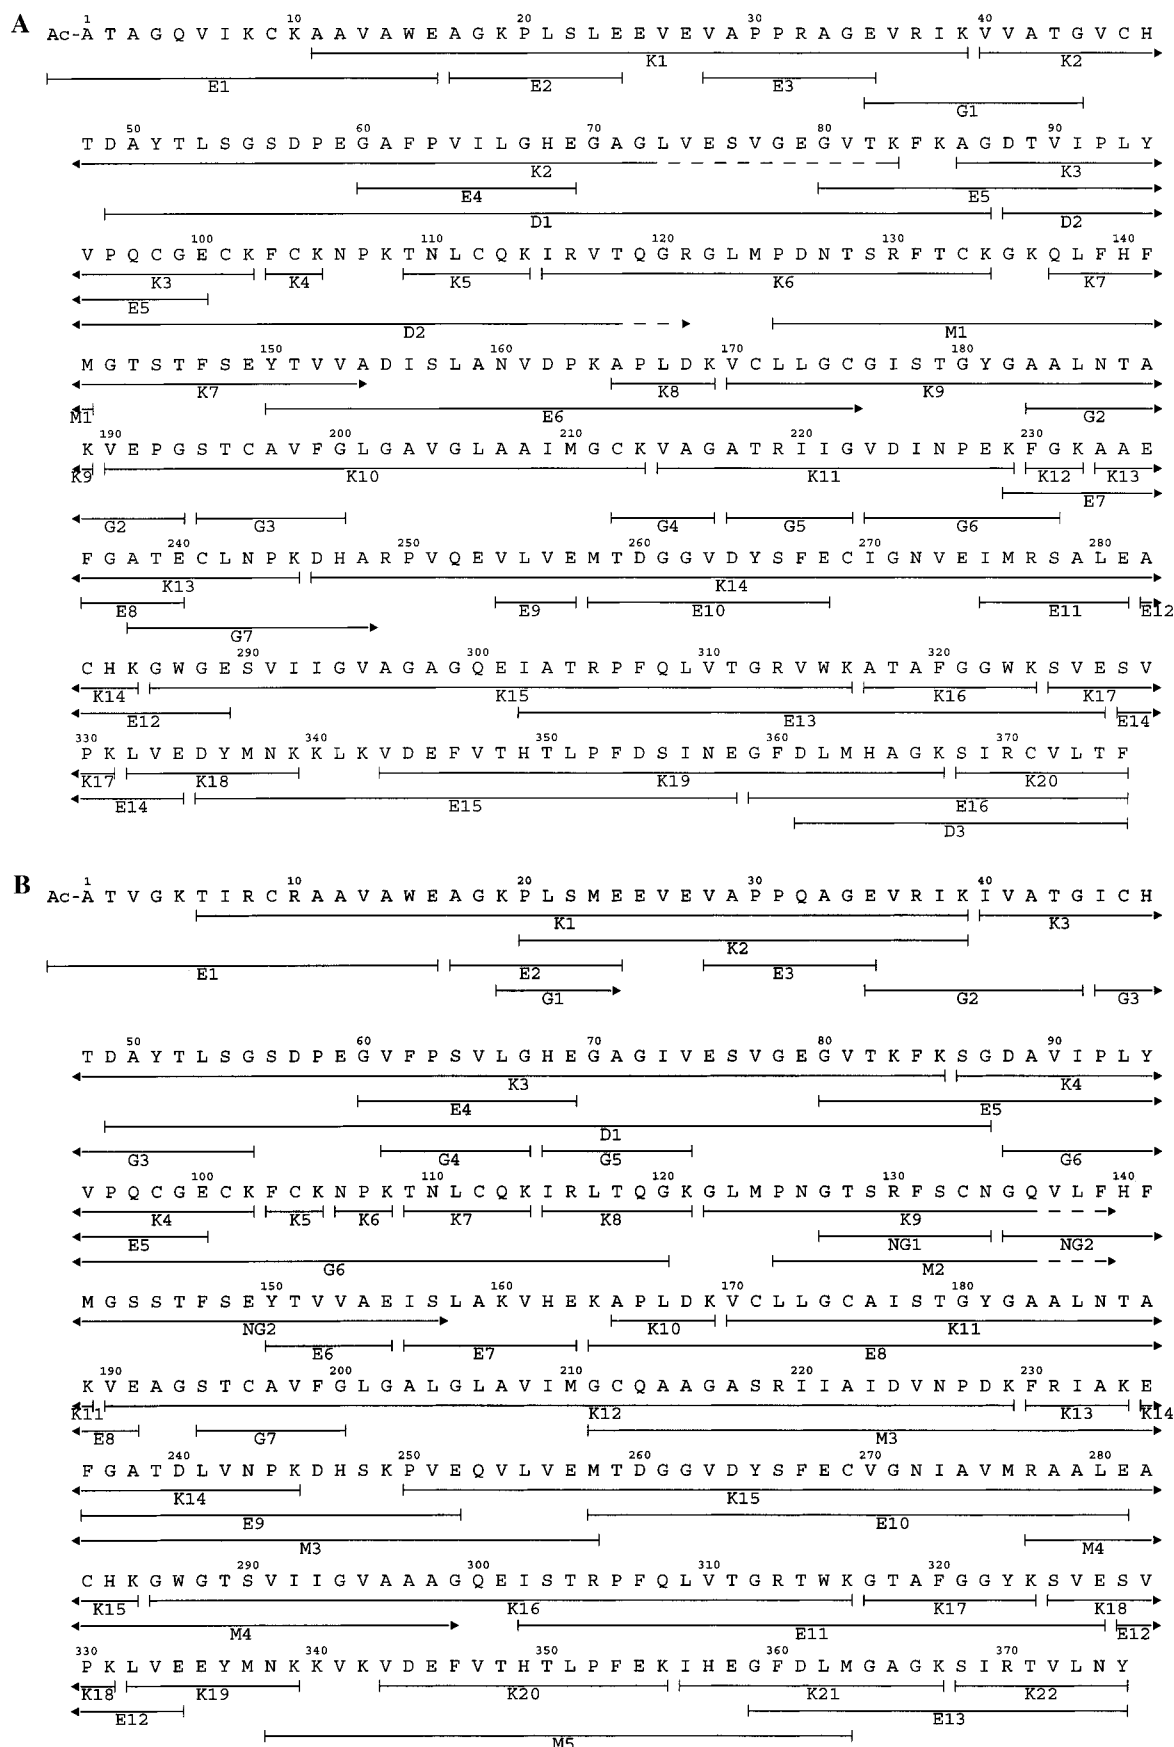 A
1 10 20 30 40
Ac-A T A G Q V I K C K A A V A W E A G K P L S L E E V E V A P P R A G E V R I K V V A T G V C H
K1 K2
E1 E2 E3
G1
50 60 70 80 90
T D A Y T L S G S D P E G A F P V I L G H E G A G L V E S V G E G V T K F K A G D T V I P L Y
K2 K3
E4 E5
D1 D2
100 110 120 130 140
V P Q C G E C K F C K N P K T N L C Q K I R V T Q G R G L M P D N T S R F T C K G K Q L F H F
K3 K4 K5 K6 K7
E5
D2 M1
150 160 170 180
M G T S T F S E Y T V V A D I S L A N V D P K A P L D K V C L L G C G I S T G Y G A A L N T A
K7 K8 K9
M1 E6 G2
190 200 210 220 230
K V E P G S T C A V F G L G A V G L A A I M G C K V A G A T R I I G V D I N P E K F G K A A E
K9 K10 K11 K12 K13
E7
G2 G3 G4 G5 G6
240 250 260 270 280
F G A T E C L N P K D H A R P V Q E V L V E M T D G G V D Y S F E C I G N V E I M R S A L E A
K13 K14
E8 E9 E10 E11 E12
G7
290 300 310 320
C H K G W G E S V I I G V A G A G Q E I A T R P F Q L V T G R V W K A T A F G G W K S V E S V
K14 K15 K16 K17
E12 E13 E14
330 340 350 360 370
P K L V E D Y M N K K L K V D E F V T H T L P F D S I N E G F D L M H A G K S I R C V L T F
K17 K18 K19 K20
E14 E15 E16
D3
B
1 10 20 30 40
Ac-A T V G K T I R C R A A V A W E A G K P L S M E E V E V A P P Q A G E V R I K I V A T G I C H
K1 K3
K2
E1 E2 E3
G1 G2 G3
50 60 70 80 90
T D A Y T L S G S D P E G V F P S V L G H E G A G I V E S V G E G V T K F K S G D A V I P L Y
K3 K4
E4 E5
D1
G3 G4 G5 G6
100 110 120 130 140
V P Q C G E C K F C K N P K T N L C Q K I R L T Q G K G L M P N G T S R F S C N G Q V L F H F
K4 K5 K6 K7 K8 K9
E5 NG1 NG2
G6 M2
150 160 170 180
M G S S T F S E Y T V V A E I S L A K V H E K A P L D K V C L L G C A I S T G Y G A A L N T A
NG2 K10 K11
E6 E7 E8
190 200 210 220 230
K V E A G S T C A V F G L G A L G L A V I M G C Q A A G A S R I I A I D V N P D K F R I A K E
K11 K12 K13 K14
E8 G7 M3
240 250 260 270 280
F G A T D L V N P K D H S K P V E Q V L V E M T D G G V D Y S F E C V G N I A V M R A A L E A
K14 K15
E9 E10
M3 M4
290 300 310 320
C H K G W G T S V I I G V A A A G Q E I S T R P F Q L V T G R T W K G T A F G G Y K S V E S V
K15 K16 K17 K18
M4 E11 E12
330 340 350 360 370
P K L V E E Y M N K K V K V D E F V T H T L P F E K I H E G F D L M G A G K S I R T V L N Y
K18 K19 K20 K21 K22
E12 E13
M5